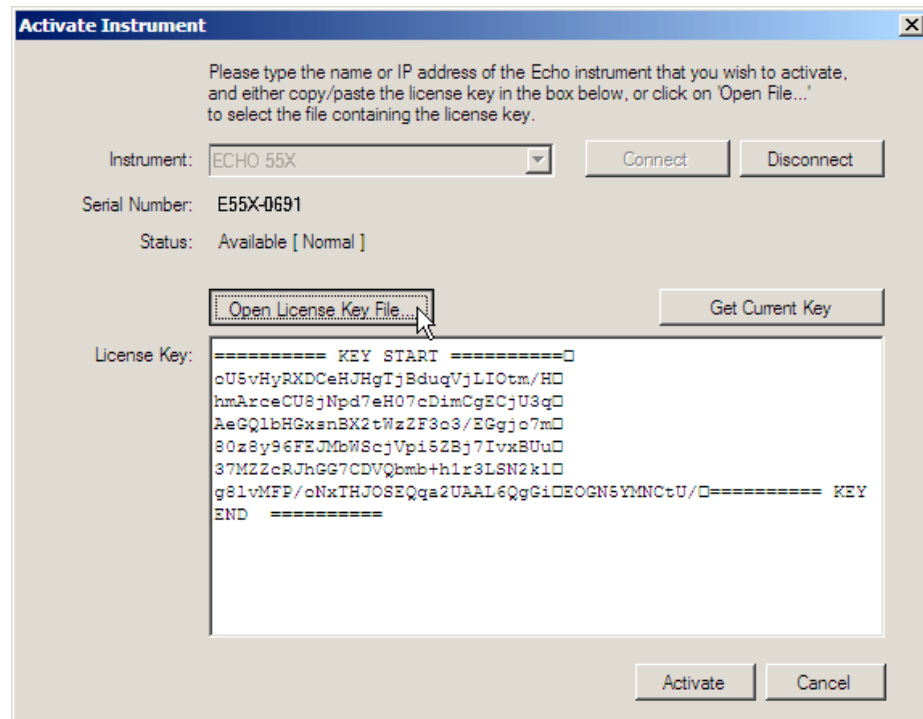 Activate Instrument
Please type the name or IP address of the Echo instrument that you wish to activate,
and either copy/paste the license key in the box below, or click on 'Open File...'
to select the file containing the license key.
Instrument: ECHO 55X Connect Disconnect
Serial Number: E55X-0691
Status: Available [ Normal ]
Open License Key File... Get Current Key
License Key:
========== KEY START ==========□
oU5vHyRXDCeHJHgTjBduqVjLIOtm/H□
hmArceCU8jNpd7eH07cDimCgECjU3q□
AeGQlbHGxsnBX2tWzZF3o3/EGgjo7m□
80z8y96FEJMbWScjVpi5ZBj7IvxBUu□
37MZZcRJhGG7CDVQbmb+h1r3LSN2kl□
g8lvMFP/oNxTHJOSEQqa2UAAL6QgGi□EOGN5YMNCtU/□========== KEY
END ==========
Activate Cancel